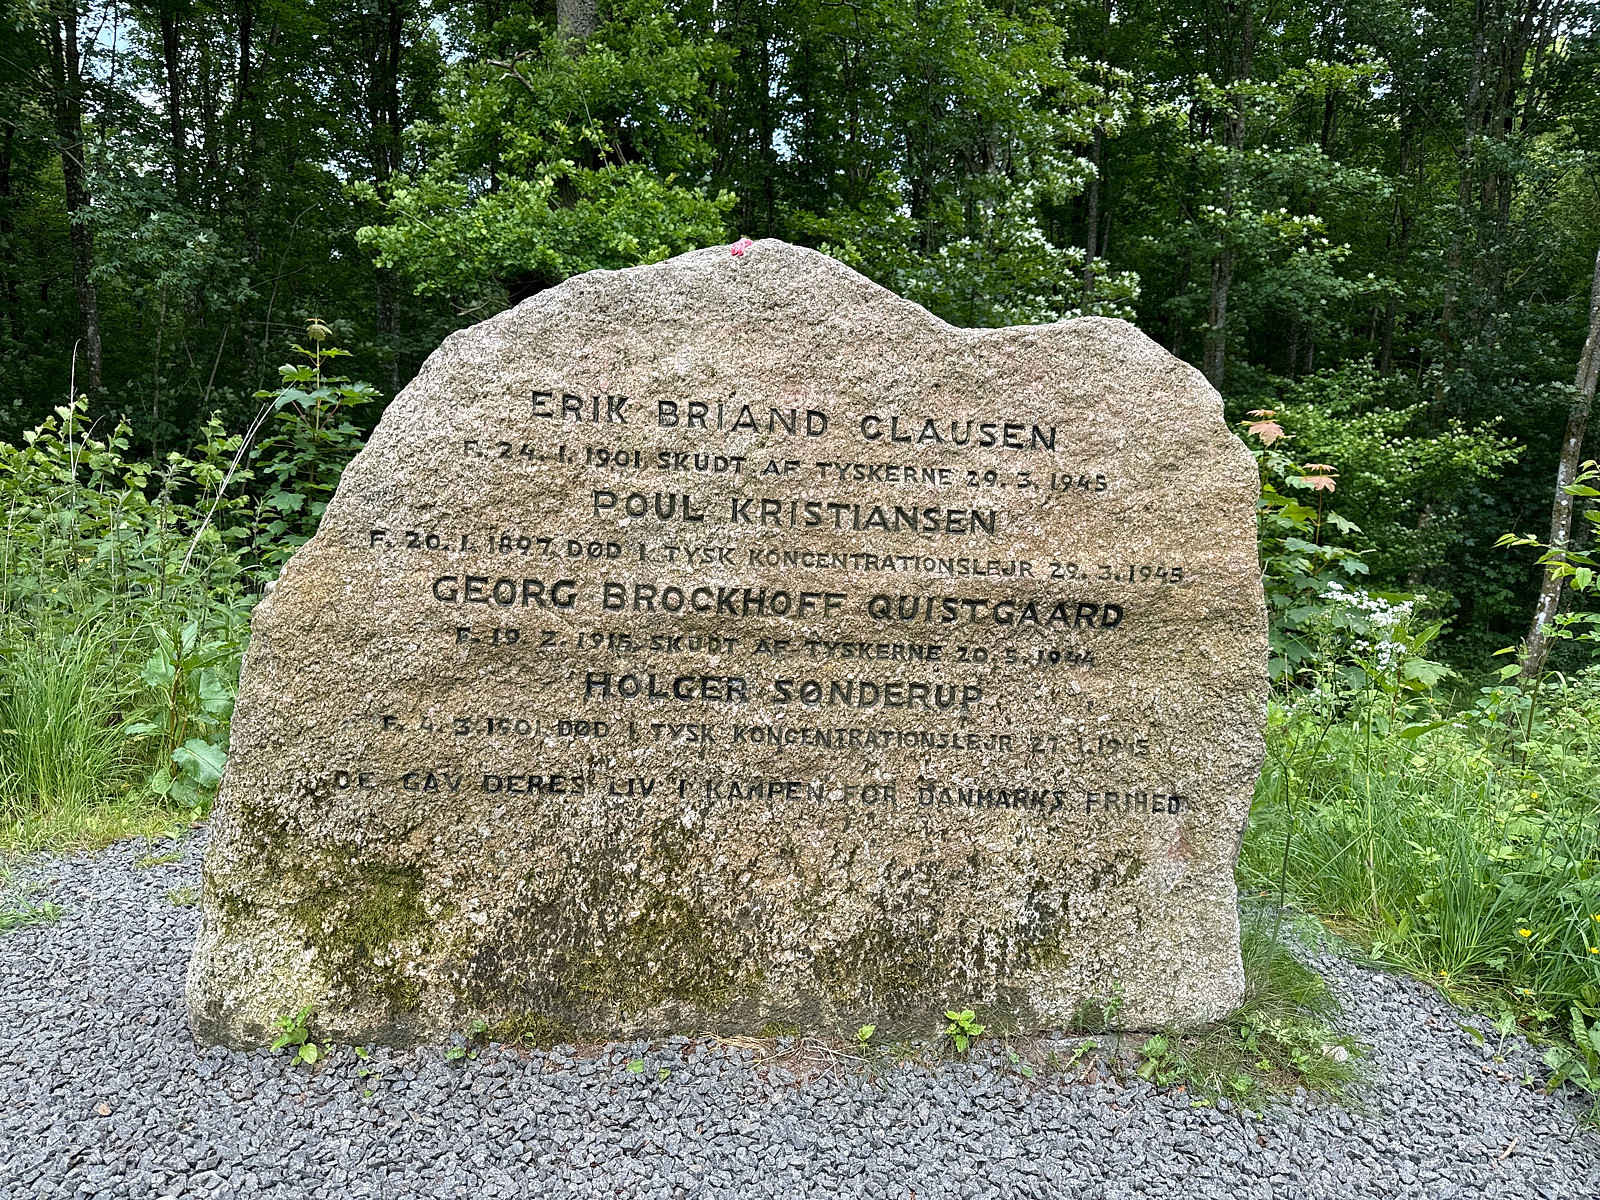 ERIK BRIAND CLAUSEN
F. 24. 1. 1901 SKUDT AF TYSKERNE 29. 3. 1945
POUL KRISTIANSEN
F. 20. 1. 1897. DØD I TYSK KONCENTRATIONSLEJR 29. 3. 1945
GEORG BROCKHOFF QUISTGAARD
F. 19. 2. 1915. SKUDT AF TYSKERNE 20. 5. 1944
HOLGER SØNDERUP
F. 4. 3. 1901. DØD I TYSK KONCENTRATIONSLEJR 27. 1. 1945
DE GAV DERES LIV I KAMPEN FOR DANMARKS FRIHED